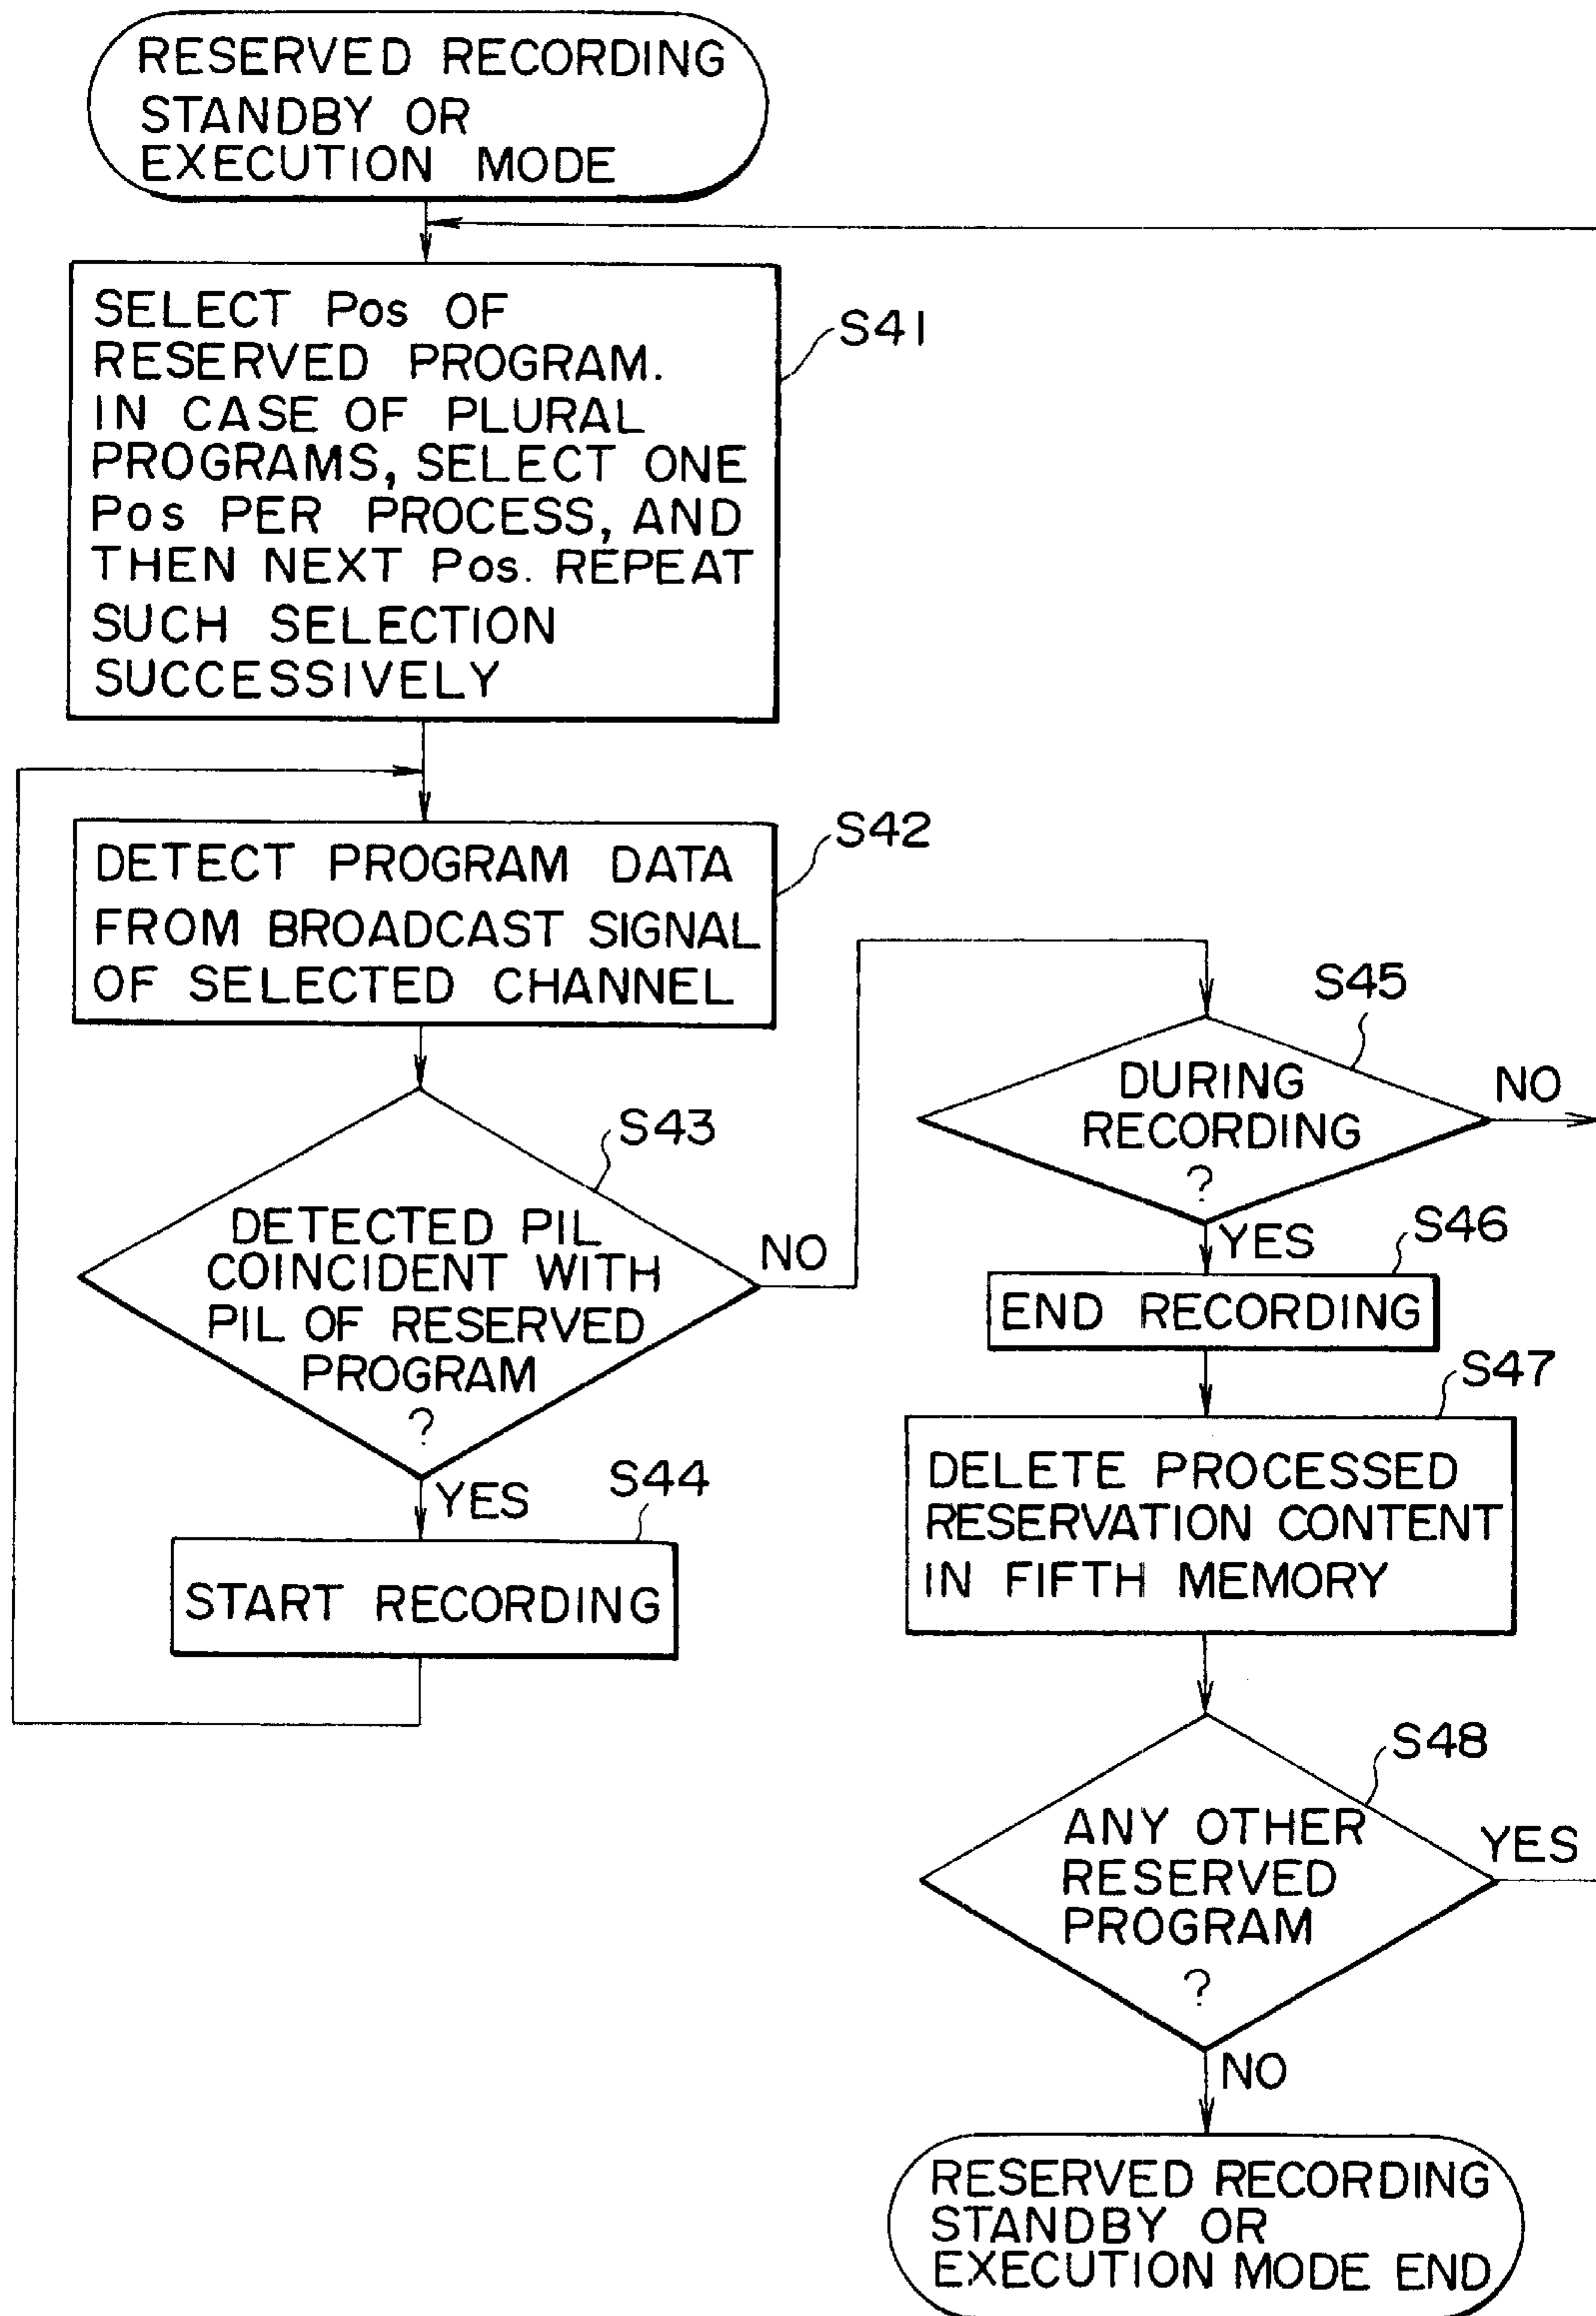 RESERVED RECORDING
STANDBY OR
EXECUTION MODE
SELECT Pos OF
RESERVED PROGRAM.
IN CASE OF PLURAL
PROGRAMS, SELECT ONE
Pos PER PROCESS, AND
THEN NEXT Pos. REPEAT
SUCH SELECTION
SUCCESSIVELY
S41
DETECT PROGRAM DATA
FROM BROADCAST SIGNAL
OF SELECTED CHANNEL
S42
DETECTED PIL
COINCIDENT WITH
PIL OF RESERVED
PROGRAM
?
S43
NO
YES
START RECORDING
S44
DURING
RECORDING
?
S45
NO
YES
END RECORDING
S46
DELETE PROCESSED
RESERVATION CONTENT
IN FIFTH MEMORY
S47
ANY OTHER
RESERVED
PROGRAM
?
S48
YES
NO
RESERVED RECORDING
STANDBY OR
EXECUTION MODE END